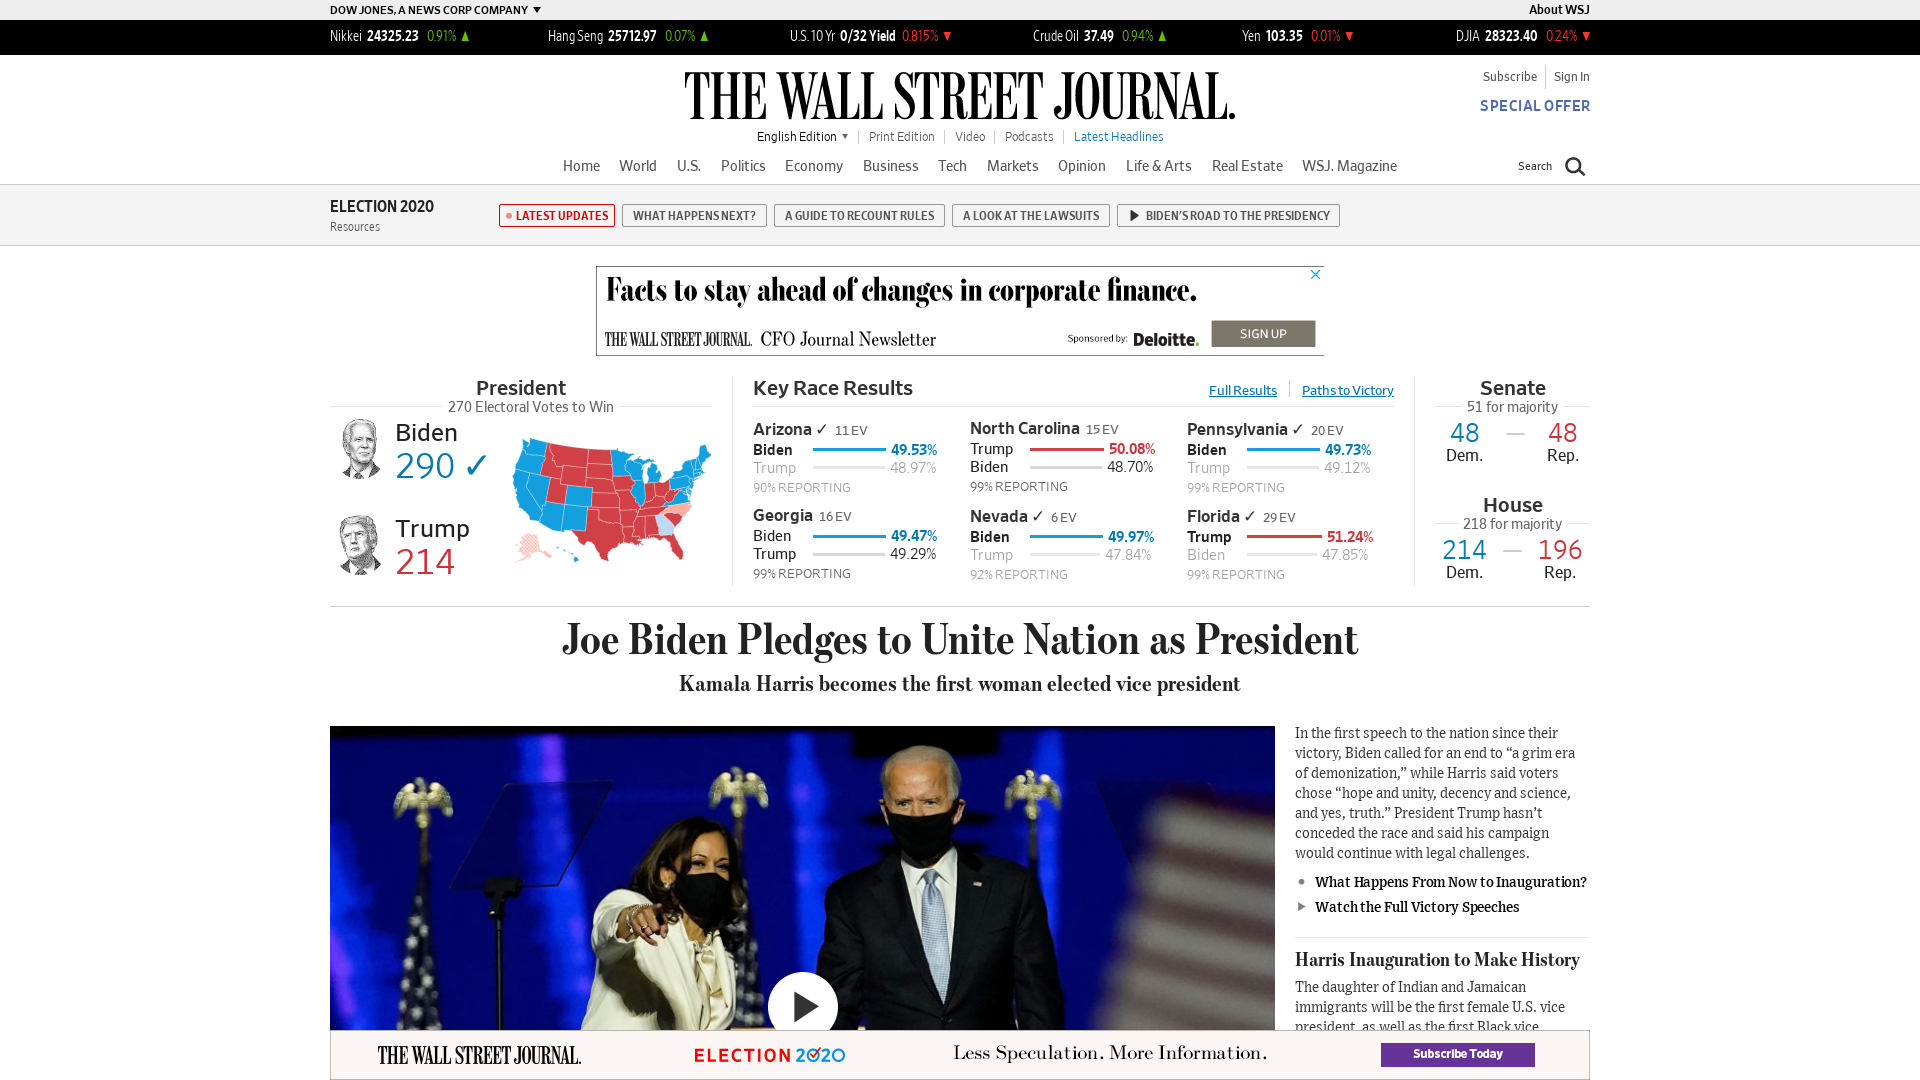 DOW JONES, A NEWS CORP COMPANY
About WSJ
Nikkei 24325.23 0.91%
Hang Seng 25712.97 0.07%
U.S. 10 Yr 0/32 Yield 0.815%
Crude Oil 37.49 0.94%
Yen 103.35 0.01%
DJIA 28323.40 0.24%
THE WALL STREET JOURNAL.
Subscribe
Sign In
SPECIAL OFFER
English Edition
Print Edition
Video
Podcasts
Latest Headlines
Home
World
U.S.
Politics
Economy
Business
Tech
Markets
Opinion
Life & Arts
Real Estate
WSJ. Magazine
Search
ELECTION 2020
Resources
LATEST UPDATES
WHAT HAPPENS NEXT?
A GUIDE TO RECOUNT RULES
A LOOK AT THE LAWSUITS
BIDEN'S ROAD TO THE PRESIDENCY
Facts to stay ahead of changes in corporate finance.
THE WALL STREET JOURNAL. CFO Journal Newsletter
Sponsored by: Deloitte.
SIGN UP
President
270 Electoral Votes to Win
Biden
290 ✓
Trump
214
Key Race Results
Full Results
Paths to Victory
Arizona ✓ 11 EV
Biden 49.53%
Trump 48.97%
90% REPORTING
North Carolina 15 EV
Trump 50.08%
Biden 48.70%
99% REPORTING
Pennsylvania ✓ 20 EV
Biden 49.73%
Trump 49.12%
99% REPORTING
Georgia 16 EV
Biden 49.47%
Trump 49.29%
99% REPORTING
Nevada ✓ 6 EV
Biden 49.97%
Trump 47.84%
92% REPORTING
Florida ✓ 29 EV
Trump 51.24%
Biden 47.85%
99% REPORTING
Senate
51 for majority
48 — 48
Dem. Rep.
House
218 for majority
214 — 196
Dem. Rep.
Joe Biden Pledges to Unite Nation as President
Kamala Harris becomes the first woman elected vice president
In the first speech to the nation since their
victory, Biden called for an end to “a grim era
of demonization,” while Harris said voters
chose “hope and unity, decency and science,
and yes, truth.” President Trump hasn’t
conceded the race and said his campaign
would continue with legal challenges.
What Happens From Now to Inauguration?
Watch the Full Victory Speeches
Harris Inauguration to Make History
The daughter of Indian and Jamaican
immigrants will be the first female U.S. vice
president, as well as the first Black vice
THE WALL STREET JOURNAL.
ELECTION 2020
Less Speculation. More Information.
Subscribe Today